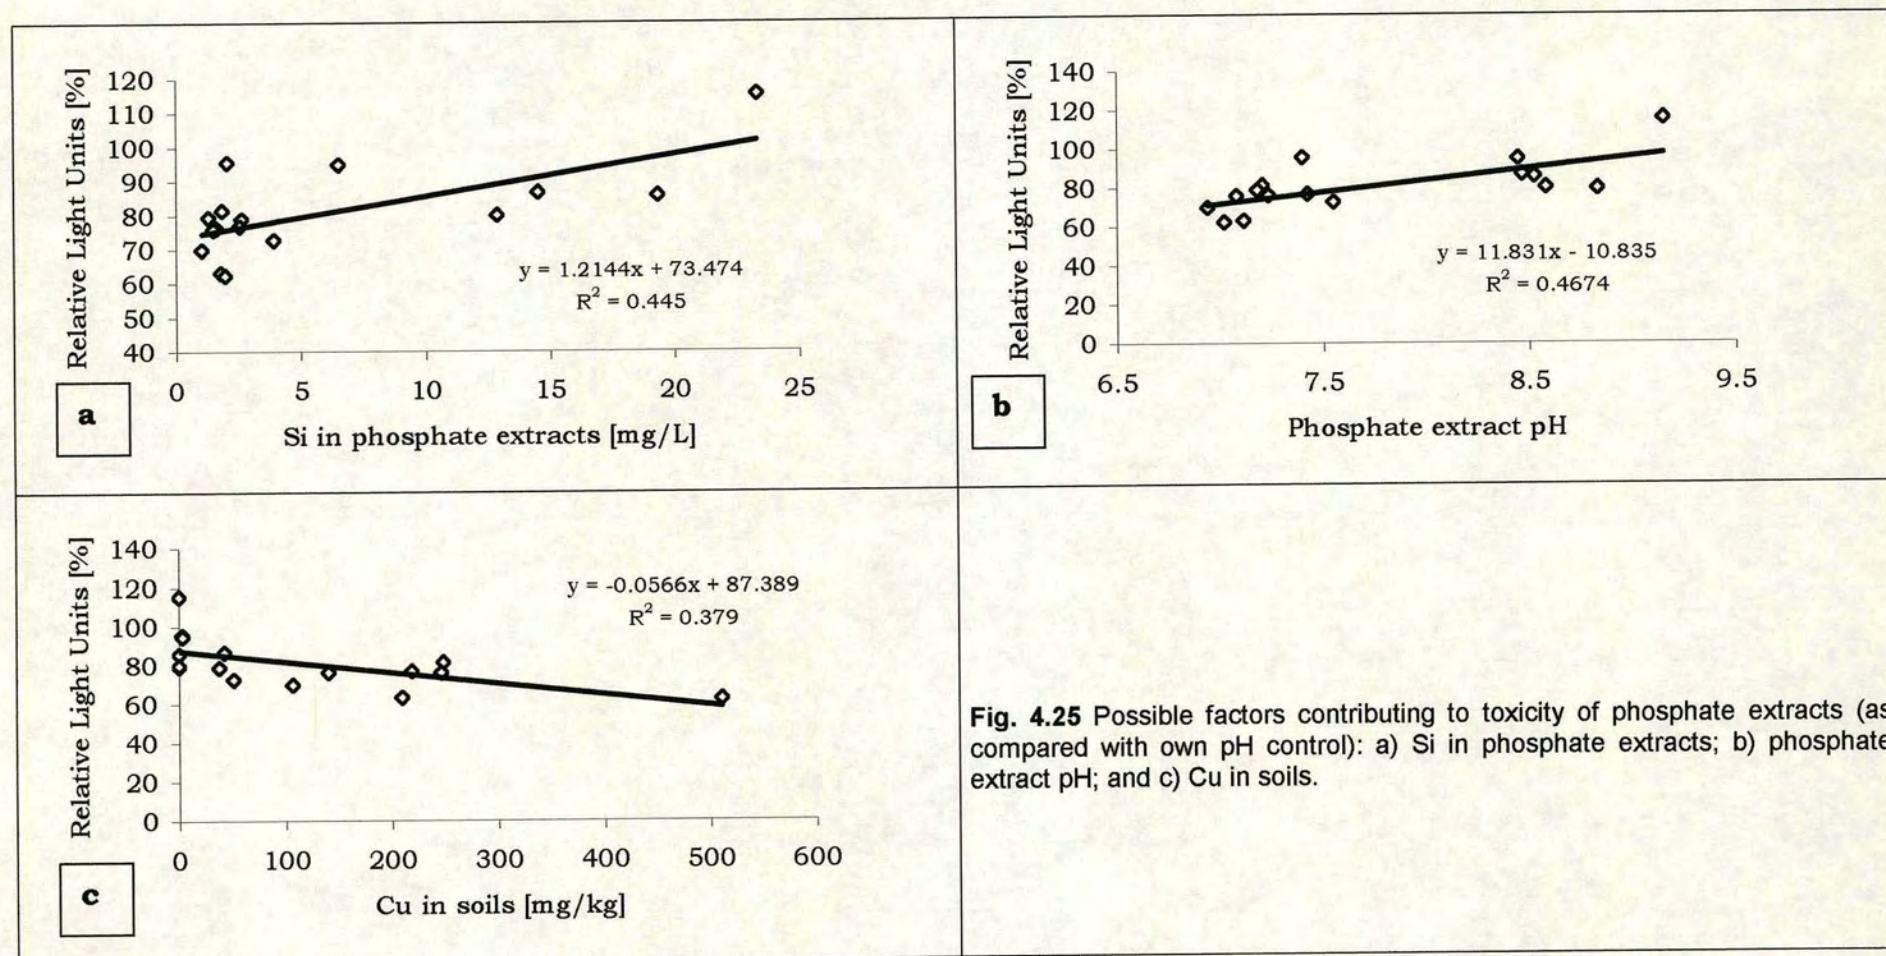 Relative Light Units [%]
120
110
100
90
80
70
60
50
40
0 5 10 15 20 25
y = 1.2144x + 73.474
R² = 0.445
Si in phosphate extracts [mg/L]
a
Relative Light Units [%]
140
120
100
80
60
40
20
0
6.5 7.5 8.5 9.5
y = 11.831x - 10.835
R² = 0.4674
Phosphate extract pH
b
Relative Light Units [%]
140
120
100
80
60
40
20
0
0 100 200 300 400 500 600
y = -0.0566x + 87.389
R² = 0.379
Cu in soils [mg/kg]
c
Fig. 4.25 Possible factors contributing to toxicity of phosphate extracts (as
compared with own pH control): a) Si in phosphate extracts; b) phosphate
extract pH; and c) Cu in soils.